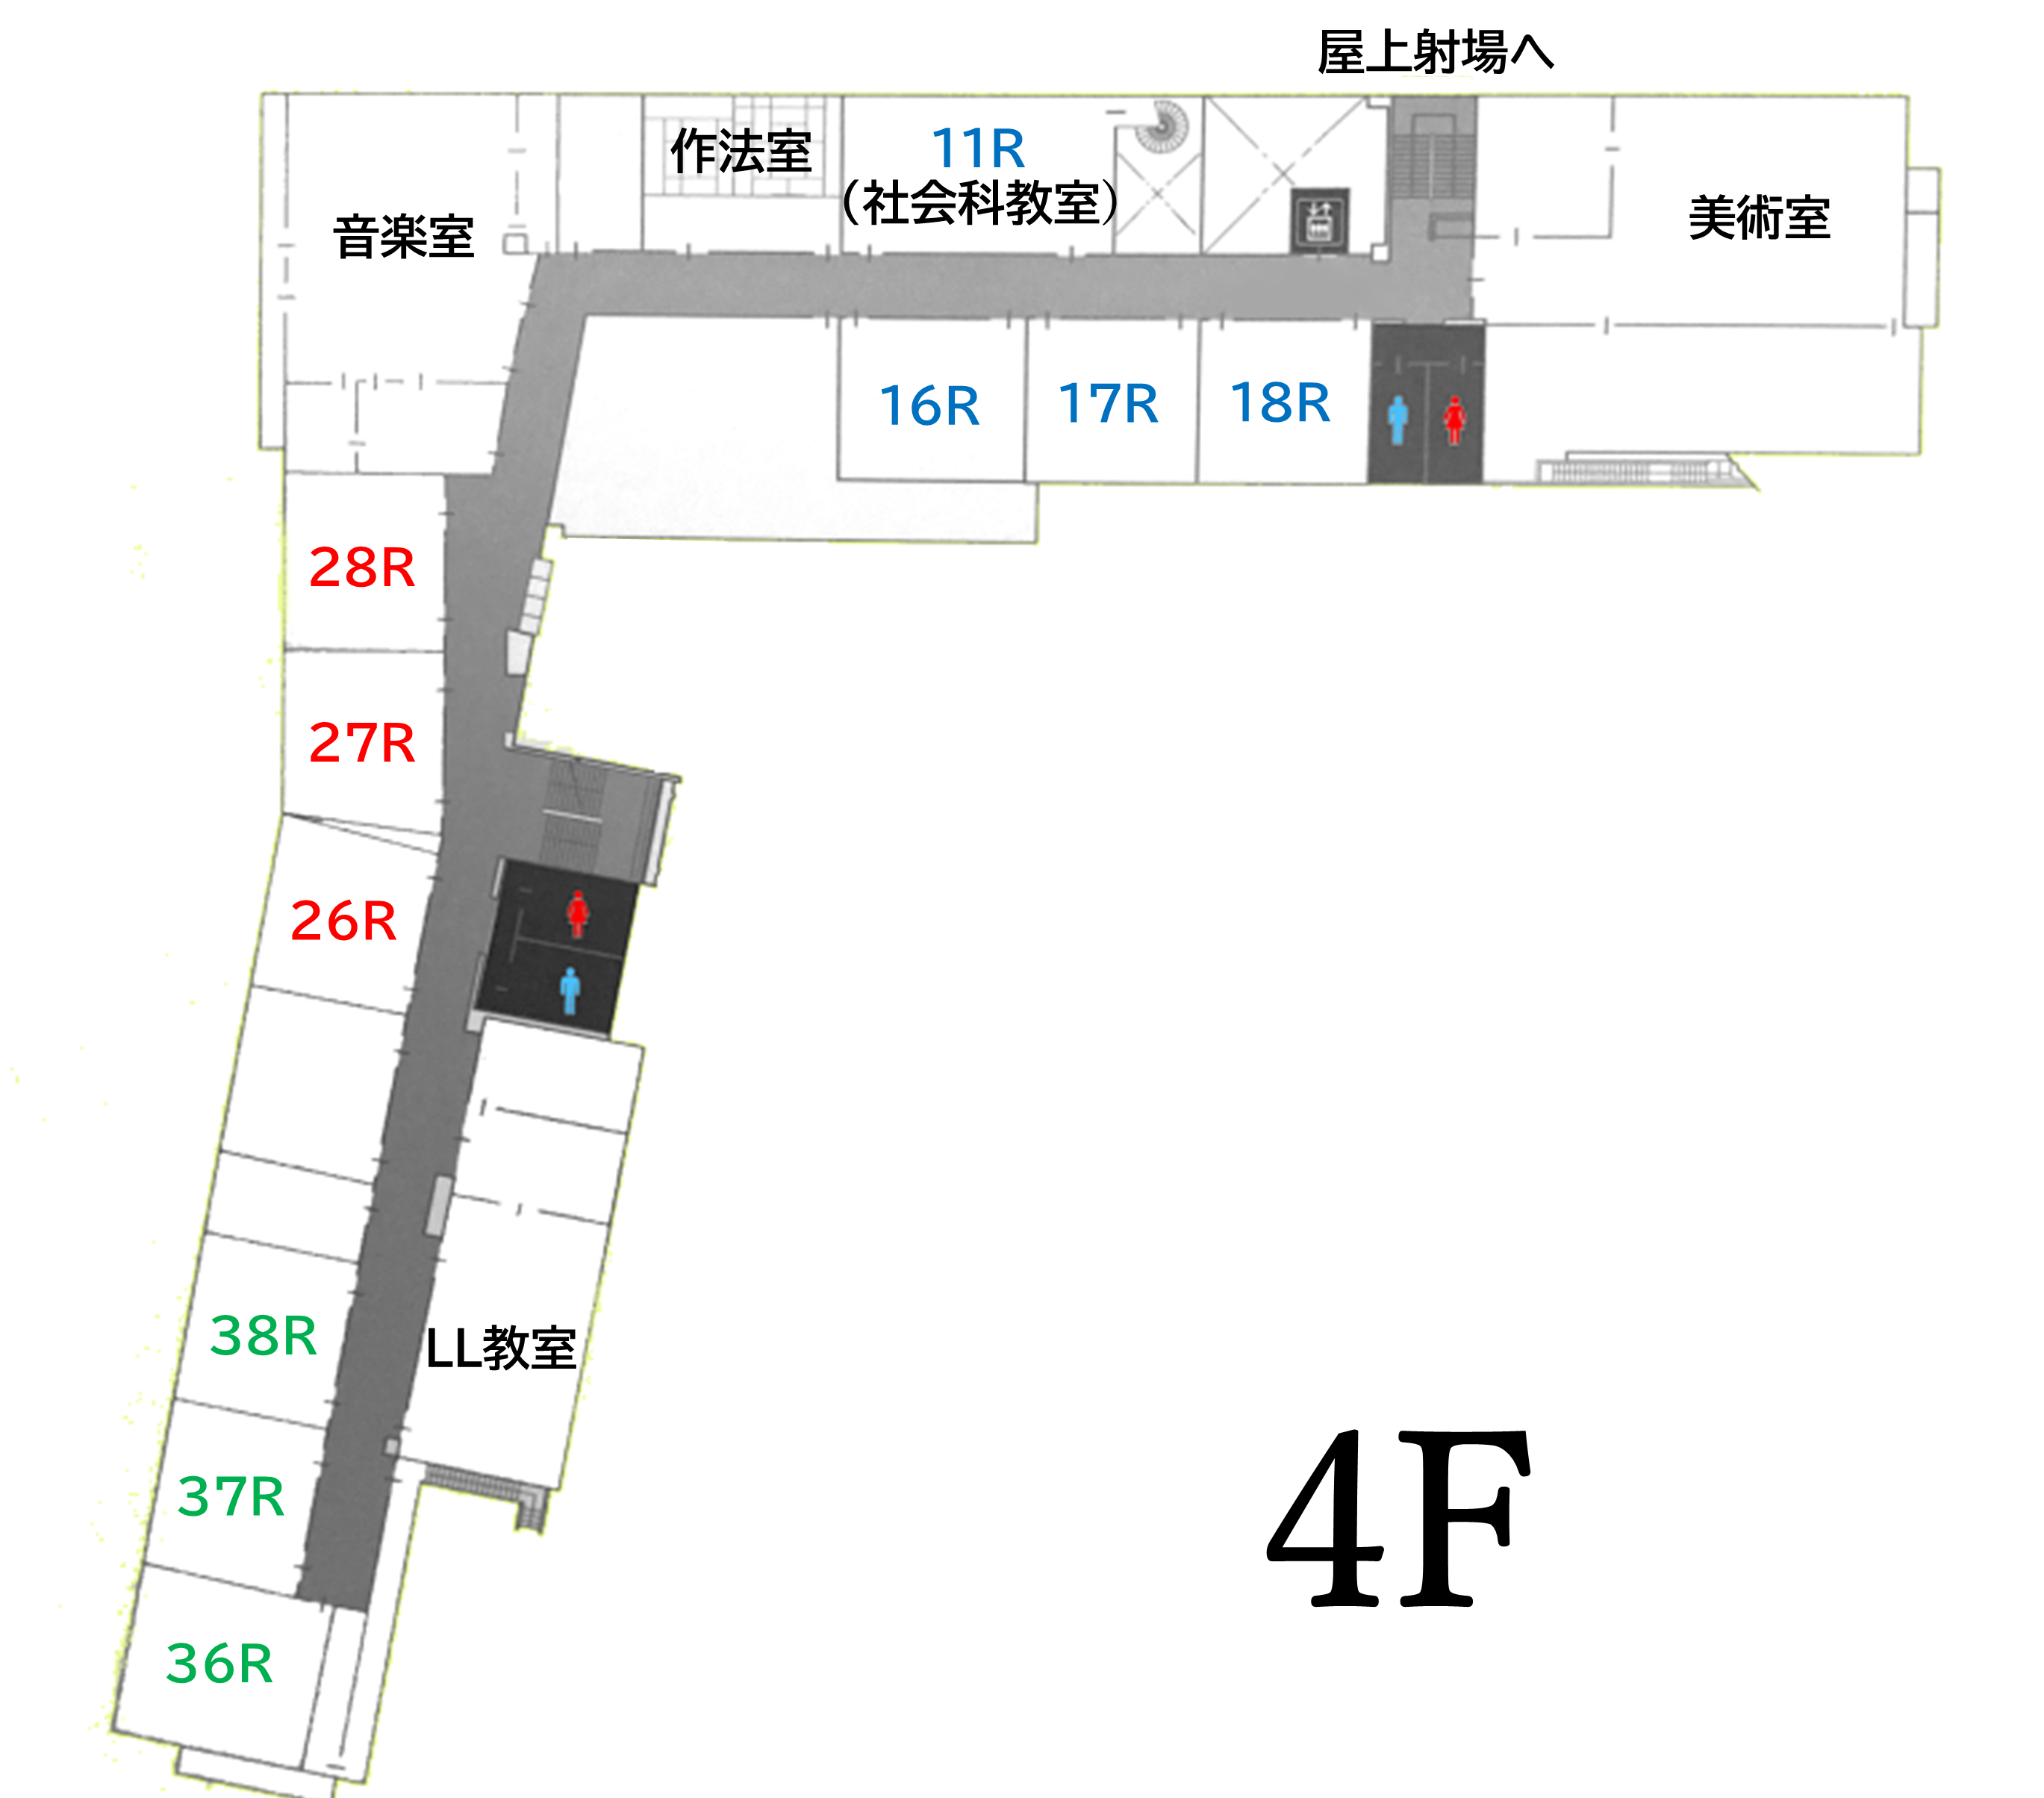 屋上射場へ
作法室
11R
（社会科教室）
音楽室
美術室
16R
17R
18R
28R
27R
26R
38R
LL教室
37R
36R
4F